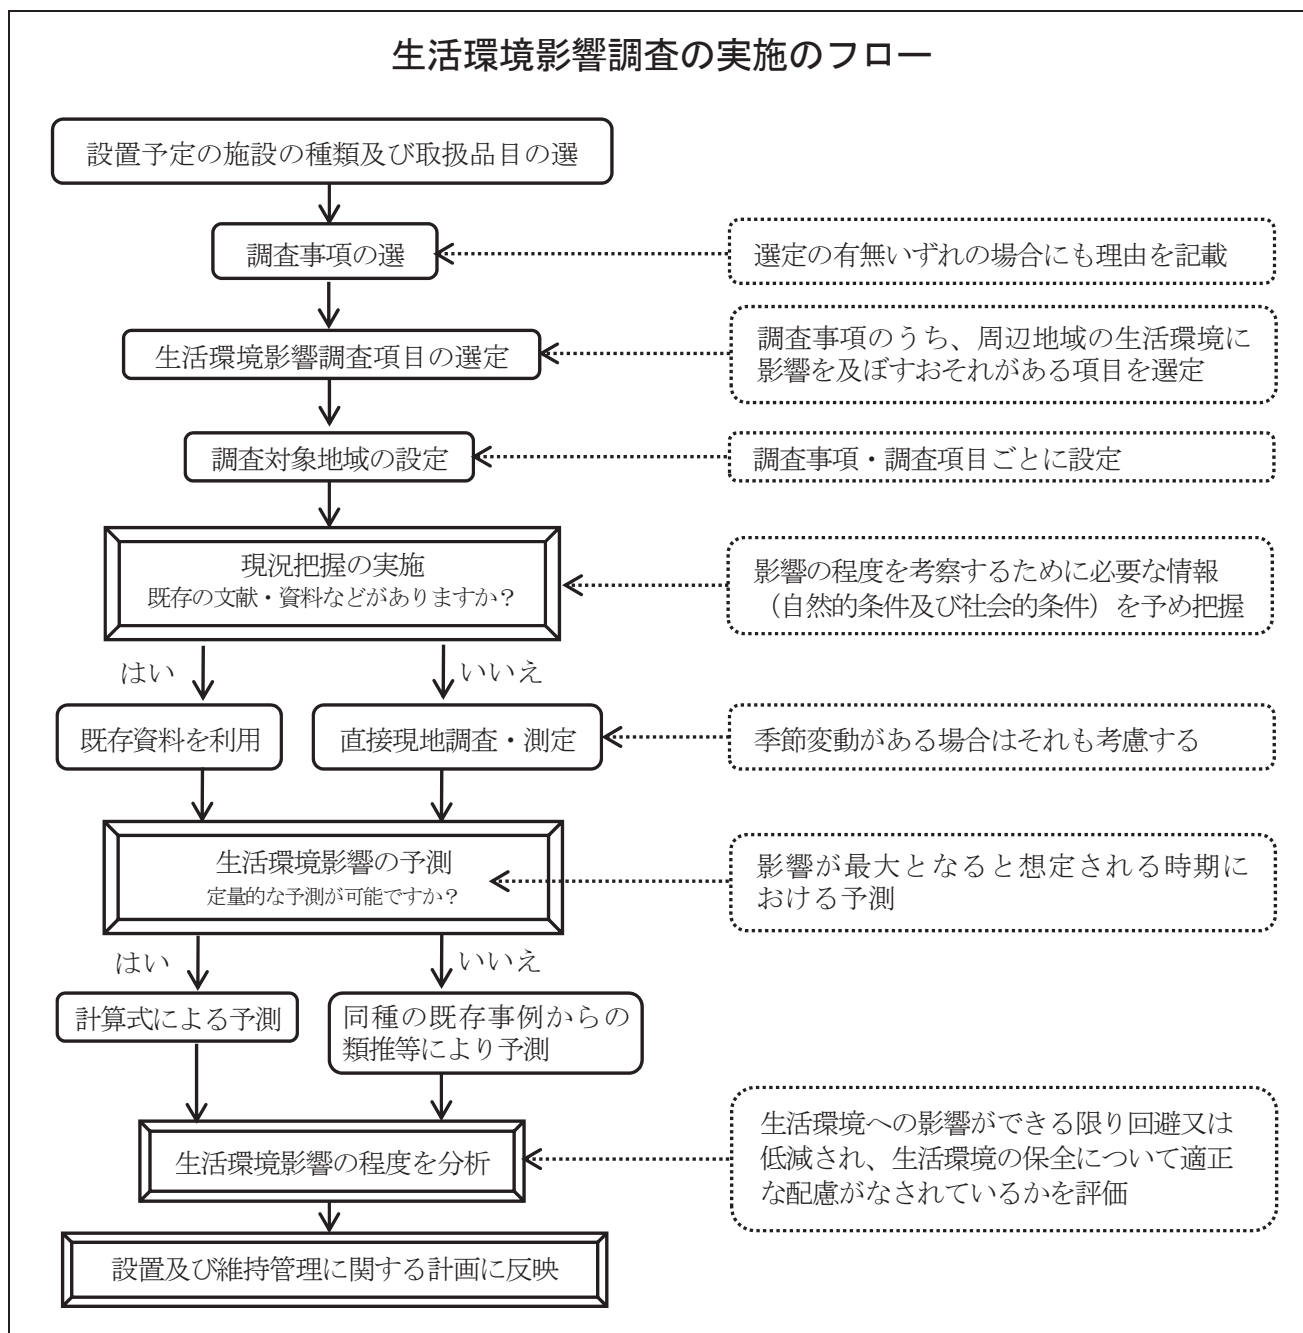 生活環境影響調査の実施のフロー
設置予定の施設の種類及び取扱品目の選
調査事項の選
選定の有無いずれの場合にも理由を記載
生活環境影響調査項目の選定
調査事項のうち、周辺地域の生活環境に
影響を及ぼすおそれがある項目を選定
調査対象地域の設定
調査事項・調査項目ごとに設定
現況把握の実施
既存の文献・資料などがありますか？
影響の程度を考察するために必要な情報
（自然的条件及び社会的条件）を予め把握
はい
いいえ
既存資料を利用
直接現地調査・測定
季節変動がある場合はそれも考慮する
生活環境影響の予測
定量的な予測が可能ですか？
影響が最大となると想定される時期に
おける予測
はい
いいえ
計算式による予測
同種の既存事例からの
類推等により予測
生活環境影響の程度を分析
生活環境への影響ができる限り回避又は
低減され、生活環境の保全について適正
な配慮がなされているかを評価
設置及び維持管理に関する計画に反映